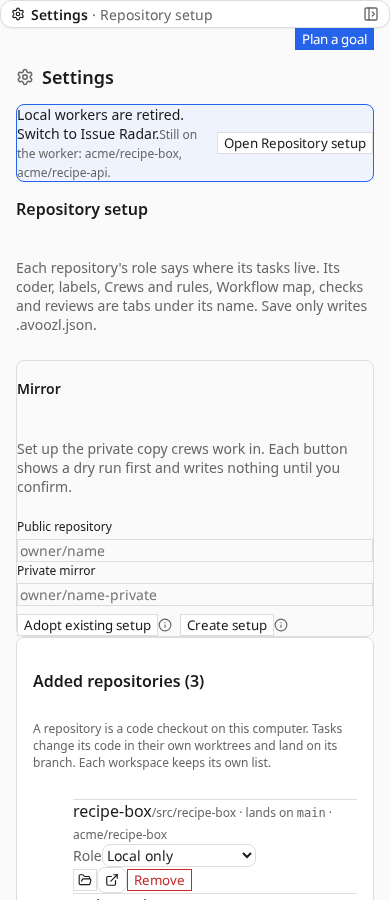 Settings · Repository setup
Plan a goal
Settings
Local workers are retired.
Switch to Issue Radar.Still on
the worker: acme/recipe-box,
acme/recipe-api.
Open Repository setup
Repository setup
Each repository's role says where its tasks live. Its
coder, labels, Crews and rules, Workflow map, checks
and reviews are tabs under its name. Save only writes
.avoozl.json.
Mirror
Set up the private copy crews work in. Each button
shows a dry run first and writes nothing until you
confirm.
Public repository
owner/name
Private mirror
owner/name-private
Adopt existing setup
Create setup
Added repositories (3)
A repository is a code checkout on this computer. Tasks
change its code in their own worktrees and land on its
branch. Each workspace keeps its own list.
recipe-box/src/recipe-box · lands on main ·
acme/recipe-box
Role Local only
Remove